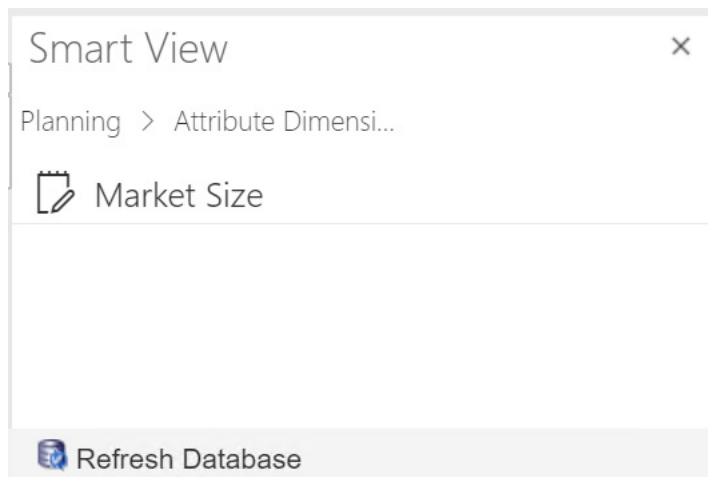 Smart View
Planning > Attribute Dimensi...
Market Size
Refresh Database